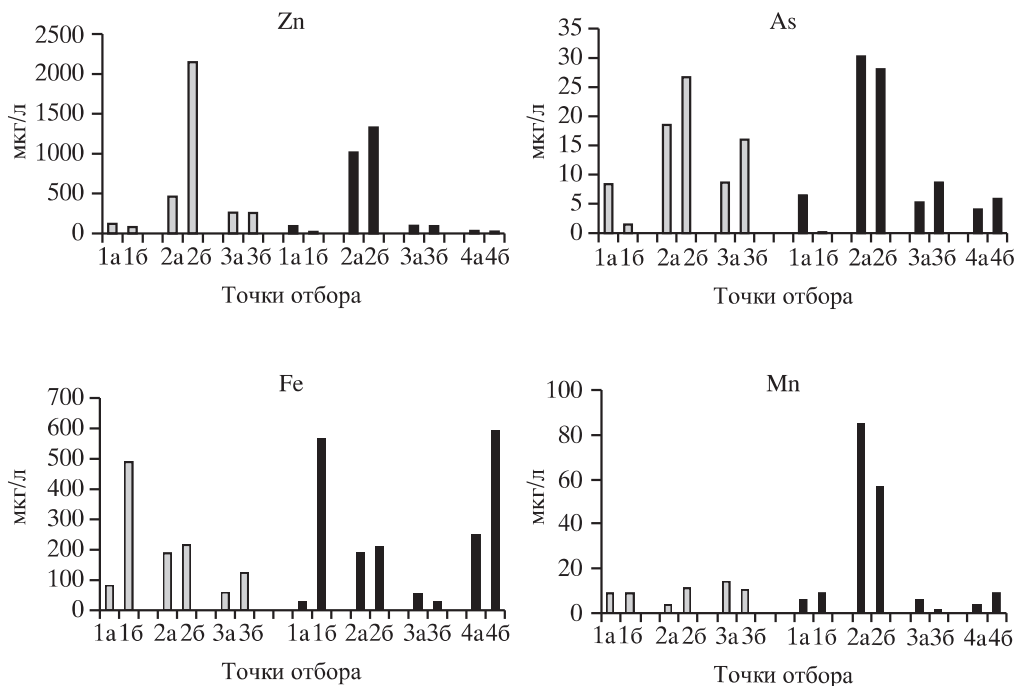 Zn
2500
2000
1500
1000
500
0
мкг/л
1а 1б 2а 2б 3а 3б 1а 1б 2а 2б 3а 3б 4а 4б
Точки отбора
As
35
30
25
20
15
10
5
0
мкг/л
1а 1б 2а 2б 3а 3б 1а 1б 2а 2б 3а 3б 4а 4б
Точки отбора
Fe
700
600
500
400
300
200
100
0
мкг/л
1а 1б 2а 2б 3а 3б 1а 1б 2а 2б 3а 3б 4а 4б
Точки отбора
Mn
100
80
60
40
20
0
мкг/л
1а 1б 2а 2б 3а 3б 1а 1б 2а 2б 3а 3б 4а 4б
Точки отбора